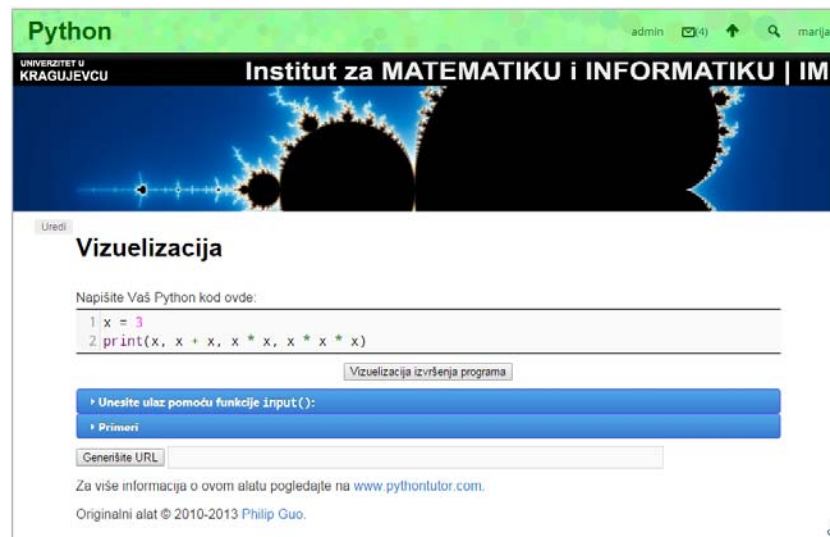 Python
admin (4) marija
UNIVERZITET U
KRAGUJEVCU
Institut za MATEMATIKU i INFORMATIKU | IM
Uredi
Vizuelizacija
Napišite Vaš Python kod ovde:
1 x = 3
2 print(x, x + x, x * x, x * x * x)
Vizuelizacija izvršenja programa
Unesite ulaz pomoću funkcije input():
Primeri
Generišite URL
Za više informacija o ovom alatu pogledajte na www.pythontutor.com.
Originalni alat © 2010-2013 Philip Guo.